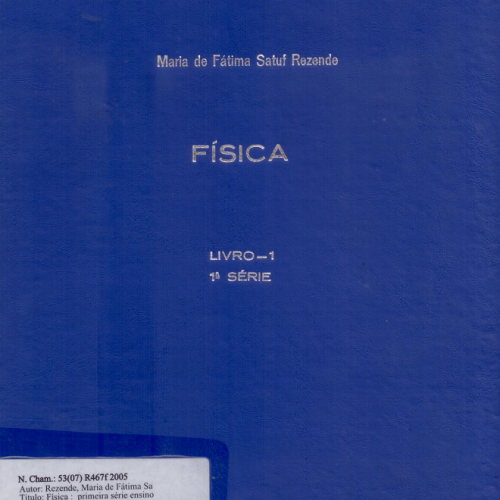 Maria de Fátima Satuf Rezende
FÍSICA
LIVRO-1
1ª SÉRIE
N. Cham.: 53(07) R467f 2005
Autor: Rezende, Maria de Fátima Sa
Título: Física : primeira série ensino